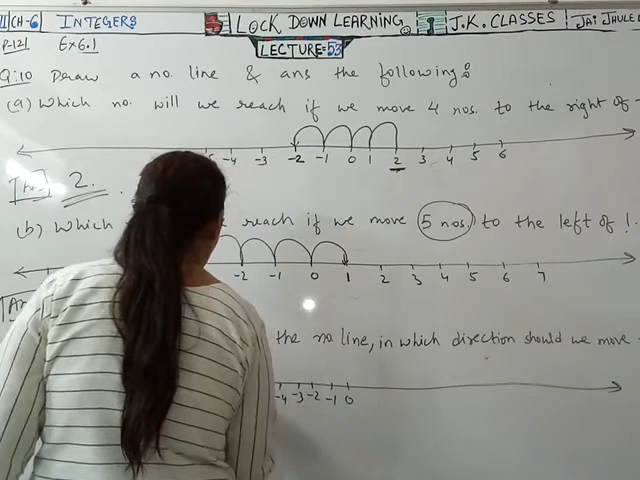 CH-6 INTEGERS LOCK DOWN LEARNING J.K. CLASSES JAI JHULE
P-121 EX 6.1 LECTURE=53
Q:10 Draw a no. line & ans the following:
(a) Which no. will we reach if we move 4 nos. to the right of -
-4 -3 -2 -1 0 1 2 3 4 5 6
2.
(b) Which reach if we move 5 nos. to the left of 1.
-2 -1 0 1 2 3 4 5 6 7
the no line, in which direction should we move
-4 -3 -2 -1 0